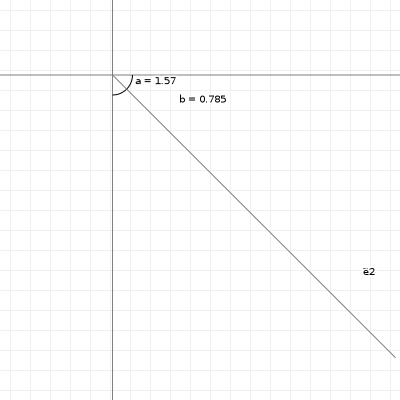 a = 1.57
b = 0.785
e2